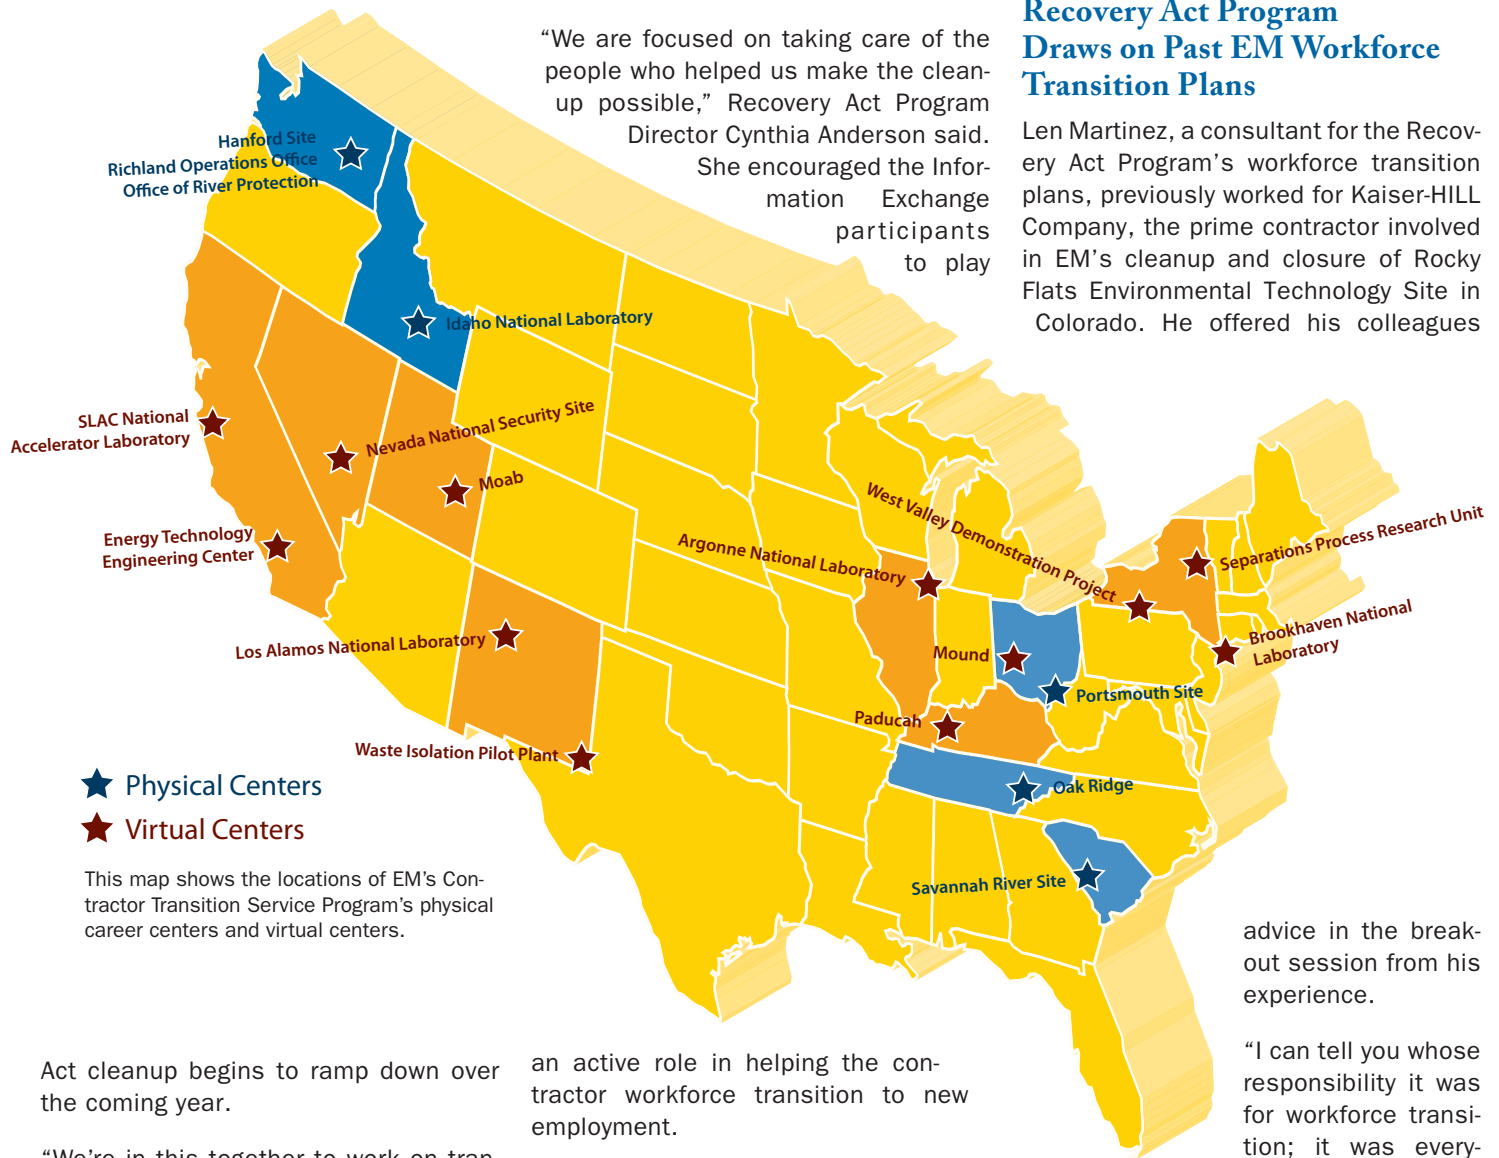 “We are focused on taking care of the
people who helped us make the clean-
up possible,” Recovery Act Program
Director Cynthia Anderson said.
She encouraged the Infor-
mation Exchange
participants
to play
Recovery Act Program
Draws on Past EM Workforce
Transition Plans
Len Martinez, a consultant for the Recov-
ery Act Program’s workforce transition
plans, previously worked for Kaiser-HILL
Company, the prime contractor involved
in EM’s cleanup and closure of Rocky
Flats Environmental Technology Site in
Colorado. He offered his colleagues
Hanford Site
Richland Operations Office
Office of River Protection
Idaho National Laboratory
SLAC National
Accelerator Laboratory
Nevada National Security Site
Moab
Energy Technology
Engineering Center
Los Alamos National Laboratory
Waste Isolation Pilot Plant
Argonne National Laboratory
West Valley Demonstration Project
Separations Process Research Unit
Brookhaven National
Laboratory
Mound
Portsmouth Site
Paducah
Oak Ridge
Savannah River Site
Physical Centers
Virtual Centers
This map shows the locations of EM’s Con-
tractor Transition Service Program’s physical
career centers and virtual centers.
Act cleanup begins to ramp down over
the coming year.
“We’re in this together to work on tran-
an active role in helping the con-
tractor workforce transition to new
employment.
advice in the break-
out session from his
experience.
“I can tell you whose
responsibility it was
for workforce transi-
tion; it was every-